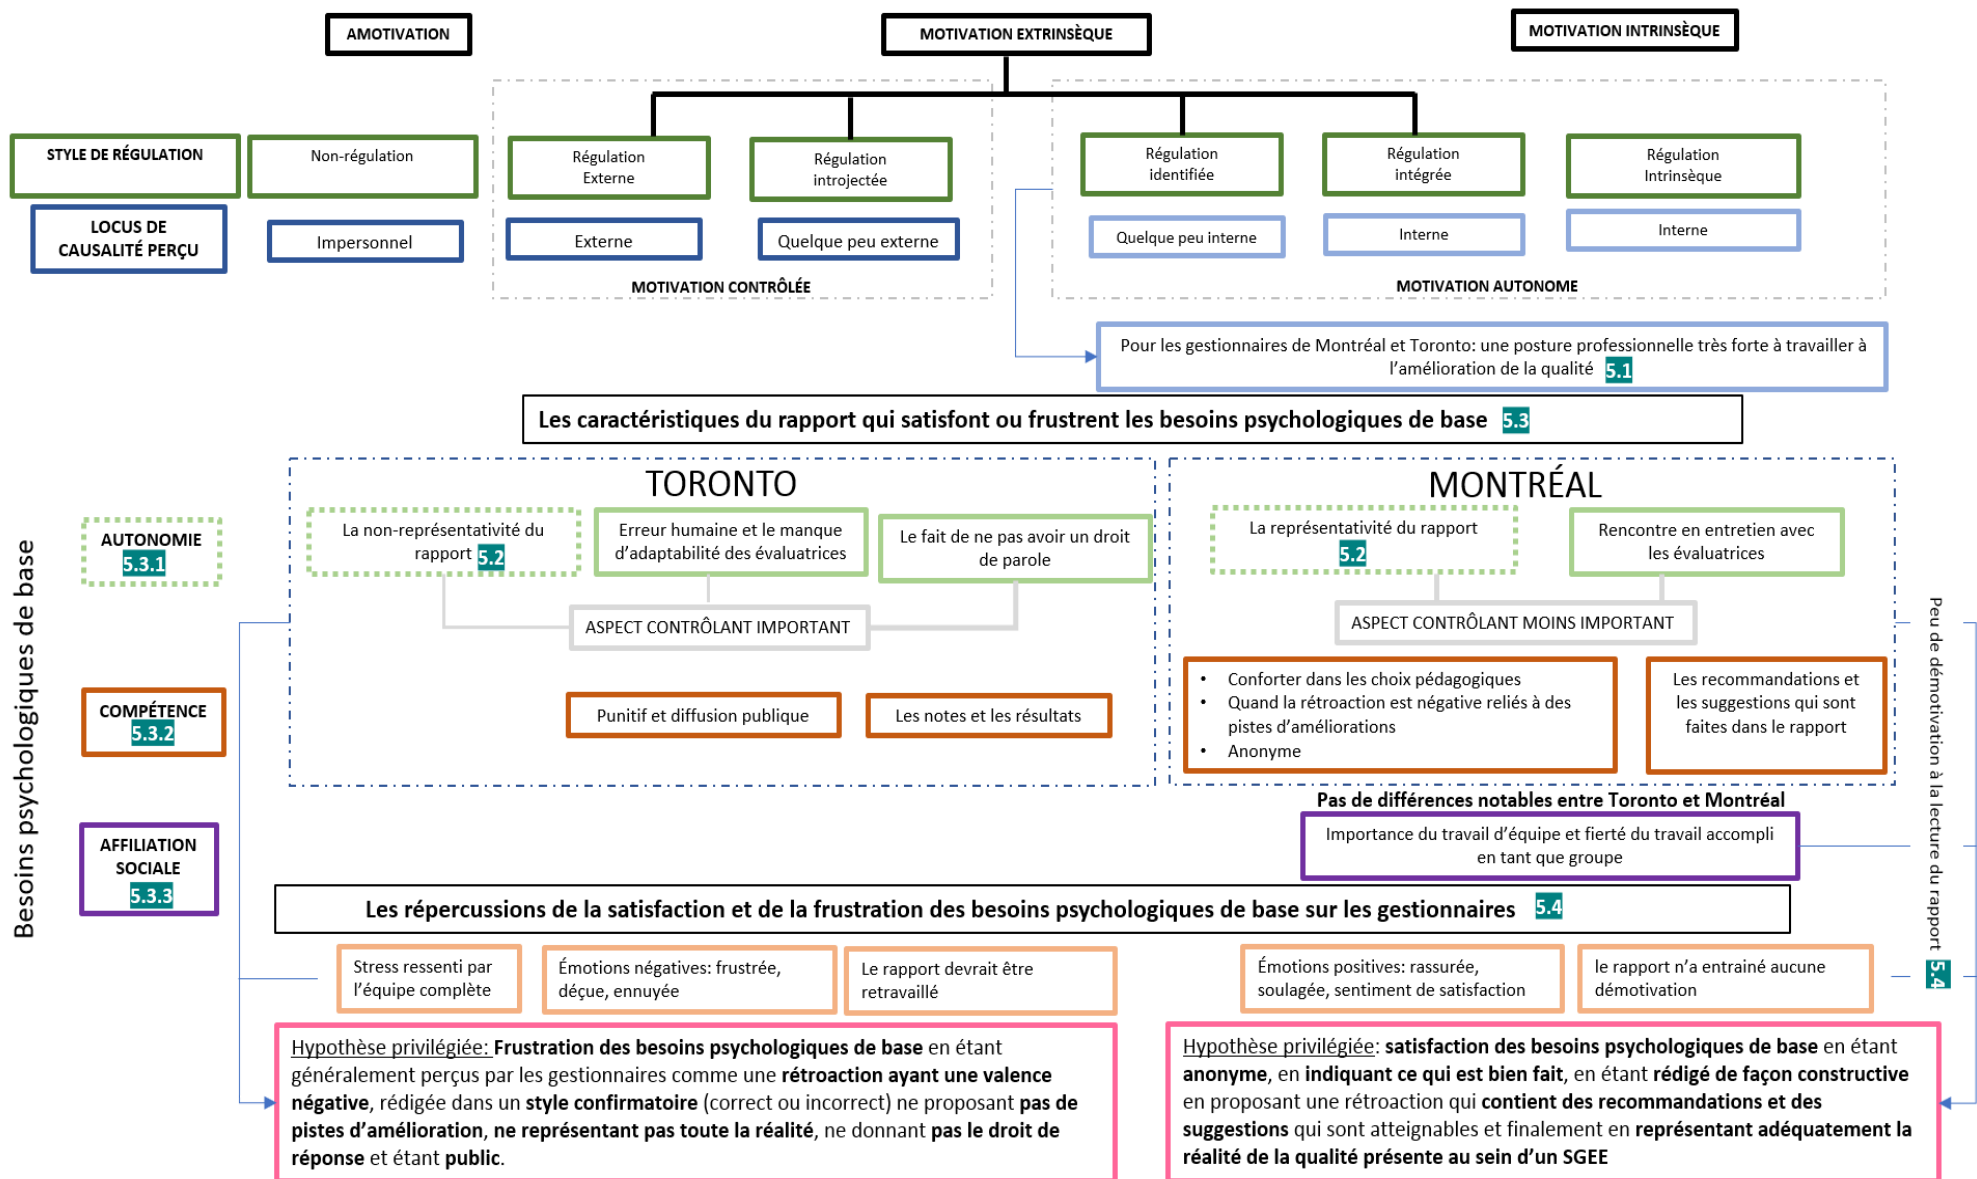 AMOTIVATION
MOTIVATION EXTRINSÈQUE
MOTIVATION INTRINSÈQUE
STYLE DE RÉGULATION
Non-régulation
Régulation
Externe
Régulation
introjectée
Régulation
identifiée
Régulation
intégrée
Régulation
Intrinsèque
LOCUS DE
CAUSALITÉ PERÇU
Impersonnel
Externe
Quelque peu externe
Quelque peu interne
Interne
Interne
MOTIVATION CONTRÔLÉE
MOTIVATION AUTONOME
Pour les gestionnaires de Montréal et Toronto: une posture professionnelle très forte à travailler à
l'amélioration de la qualité 5.1
Les caractéristiques du rapport qui satisfont ou frustrent les besoins psychologiques de base 5.3
Besoins psychologiques de base
TORONTO
MONTRÉAL
AUTONOMIE
5.3.1
La non-représentativité du
rapport 5.2
Erreur humaine et le manque
d'adaptabilité des évaluatrices
Le fait de ne pas avoir un droit
de parole
La représentativité du rapport
5.2
Rencontre en entretien avec
les évaluatrices
ASPECT CONTRÔLANT IMPORTANT
ASPECT CONTRÔLANT MOINS IMPORTANT
COMPÉTENCE
5.3.2
Punitif et diffusion publique
Les notes et les résultats
• Conforter dans les choix pédagogiques
• Quand la rétroaction est négative reliés à des
pistes d'améliorations
• Anonyme
Les recommandations et
les suggestions qui sont
faites dans le rapport
Pas de différences notables entre Toronto et Montréal
AFFILIATION
SOCIALE
5.3.3
Importance du travail d'équipe et fierté du travail accompli
en tant que groupe
Peu de démotivation à la lecture du rapport 5.4
Les répercussions de la satisfaction et de la frustration des besoins psychologiques de base sur les gestionnaires 5.4
Stress ressenti par
l'équipe complète
Émotions négatives: frustrée,
déçue, ennuyée
Le rapport devrait être
retravaillé
Émotions positives: rassurée,
soulagée, sentiment de satisfaction
le rapport n'a entrainé aucune
démotivation
Hypothèse privilégiée: Frustration des besoins psychologiques de base en étant
généralement perçus par les gestionnaires comme une rétroaction ayant une valence
négative, rédigée dans un style confirmatoire (correct ou incorrect) ne proposant pas de
pistes d'amélioration, ne représentant pas toute la réalité, ne donnant pas le droit de
réponse et étant public.
Hypothèse privilégiée: satisfaction des besoins psychologiques de base en étant
anonyme, en indiquant ce qui est bien fait, en étant rédigé de façon constructive
en proposant une rétroaction qui contient des recommandations et des
suggestions qui sont atteignables et finalement en représentant adéquatement la
réalité de la qualité présente au sein d'un SGEE